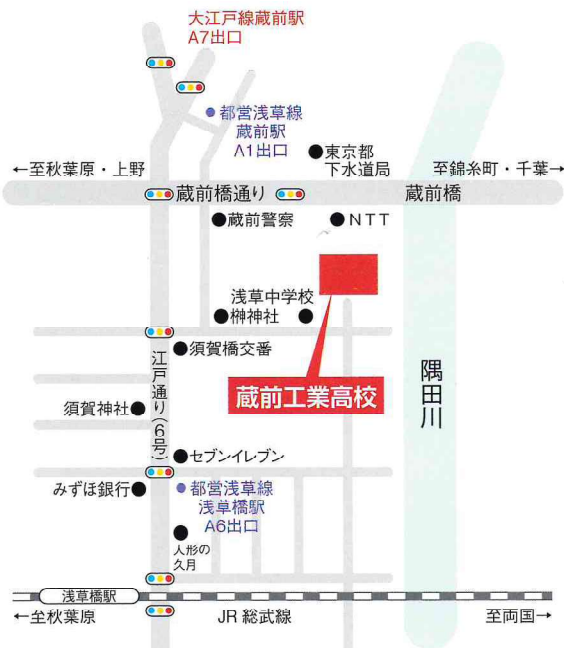 大江戸線蔵前駅
A7出口
都営浅草線
蔵前駅
A1出口
東京都
下水道局
←至秋葉原・上野
至錦糸町・千葉→
蔵前橋通り
蔵前橋
蔵前警察
NTT
浅草中学校
榊神社
須賀橋交番
江戸通り(6号)
蔵前工業高校
隅田川
須賀神社
セブンイレブン
みずほ銀行
都営浅草線
浅草橋駅
A6出口
人形の
久月
浅草橋駅
←至秋葉原
JR 総武線
至両国→